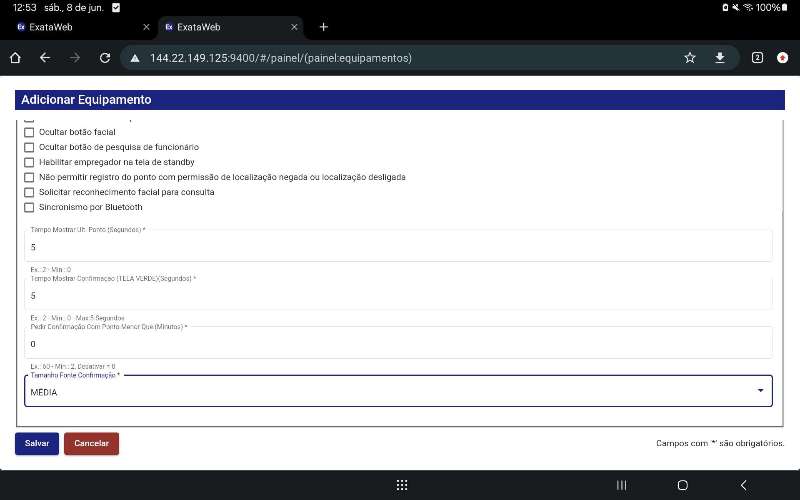 12:53 sáb., 8 de jun.
100%
ExataWeb
ExataWeb
144.22.149.125:9400/#/painel/(painel:equipamentos)
2
Adicionar Equipamento
Ocultar botão facial
Ocultar botão de pesquisa de funcionário
Habilitar empregador na tela de standby
Não permitir registro do ponto com permissão de localização negada ou localização desligada
Solicitar reconhecimento facial para consulta
Sincronismo por Bluetooth
Tempo Mostrar Ult. Ponto (Segundos) *
5
Ex.: 2 - Min.: 0
Tempo Mostrar Confirmação (TELA VERDE)(Segundos) *
5
Ex.: 2 - Min.: 0 - Max 5 Segundos
Pedir Confirmação Com Ponto Menor Que (Minutos) *
0
Ex.: 60 - Min.: 2, Desativar = 0
Tamanho Fonte Confirmação *
MÉDIA
Salvar
Cancelar
Campos com '*' são obrigatórios.